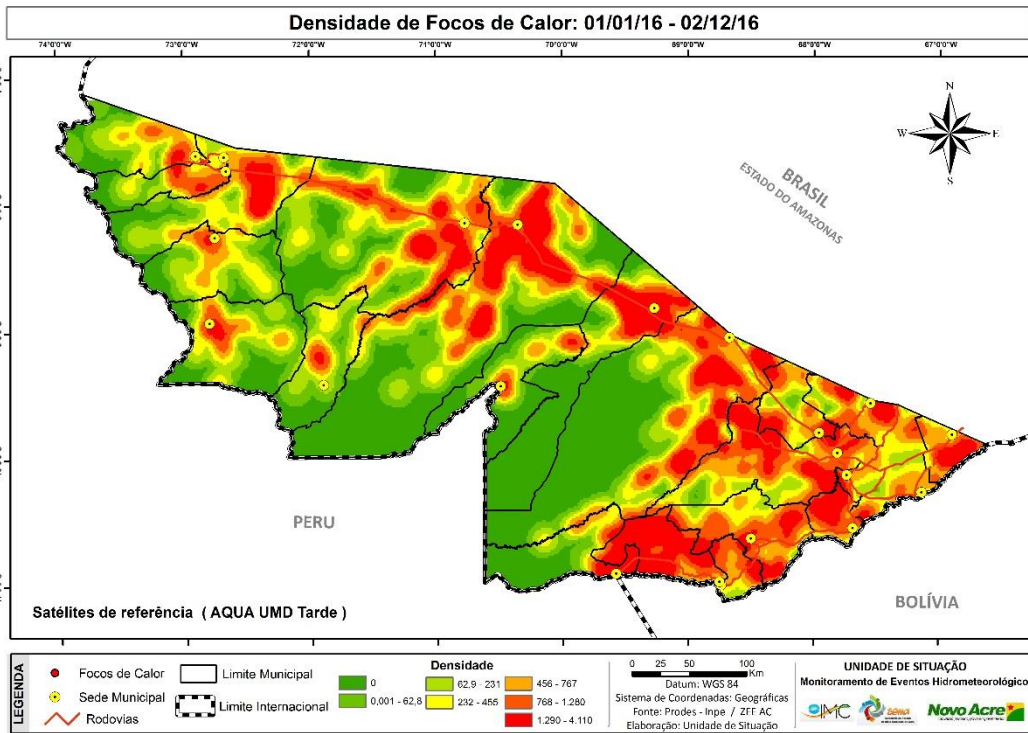 Densidade de Focos de Calor: 01/01/16 - 02/12/16
74°0'0"W 73°0'0"W 72°0'0"W 71°0'0"W 70°0'0"W 69°0'0"W 68°0'0"W 67°0'0"W
N
W E
S
BRASIL
ESTADO DO AMAZONAS
PERU
BOLÍVIA
Satélites de referência ( AQUA UMD Tarde )
LEGENDA
Focos de Calor
Sede Municipal
Rodovias
Limite Municipal
Limite Internacional
Densidade
0
0,001 - 62,8
62,9 - 231
232 - 455
456 - 767
768 - 1.280
1.290 - 4.110
0 25 50 100
Km
Datum: WGS 84
Sistema de Coordenadas: Geográficas
Fonte: Prodes - Inpe / ZFF AC
Elaboração: Unidade de Situação
UNIDADE DE SITUAÇÃO
Monitoramento de Eventos Hidrometeorológicos
IMC
sema
Novo Acre